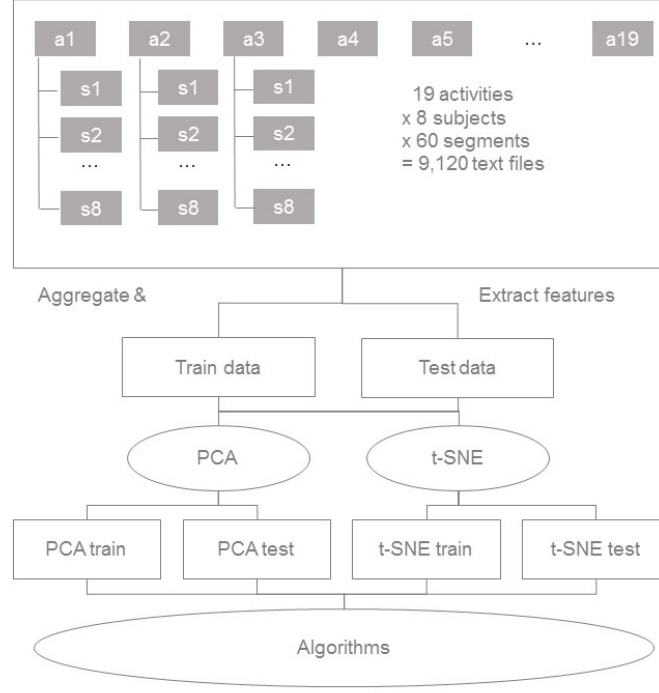 a1 a2 a3 a4 a5 ... a19
s1 s1 s1
19 activities
x 8 subjects
s2 s2 s2
x 60 segments
... ... ...
= 9,120 text files
s8 s8 s8
Aggregate & Extract features
Train data Test data
PCA t-SNE
PCA train PCA test t-SNE train t-SNE test
Algorithms